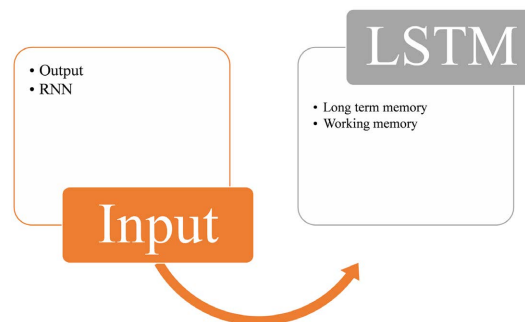 • Output
• RNN
Input
LSTM
• Long term memory
• Working memory